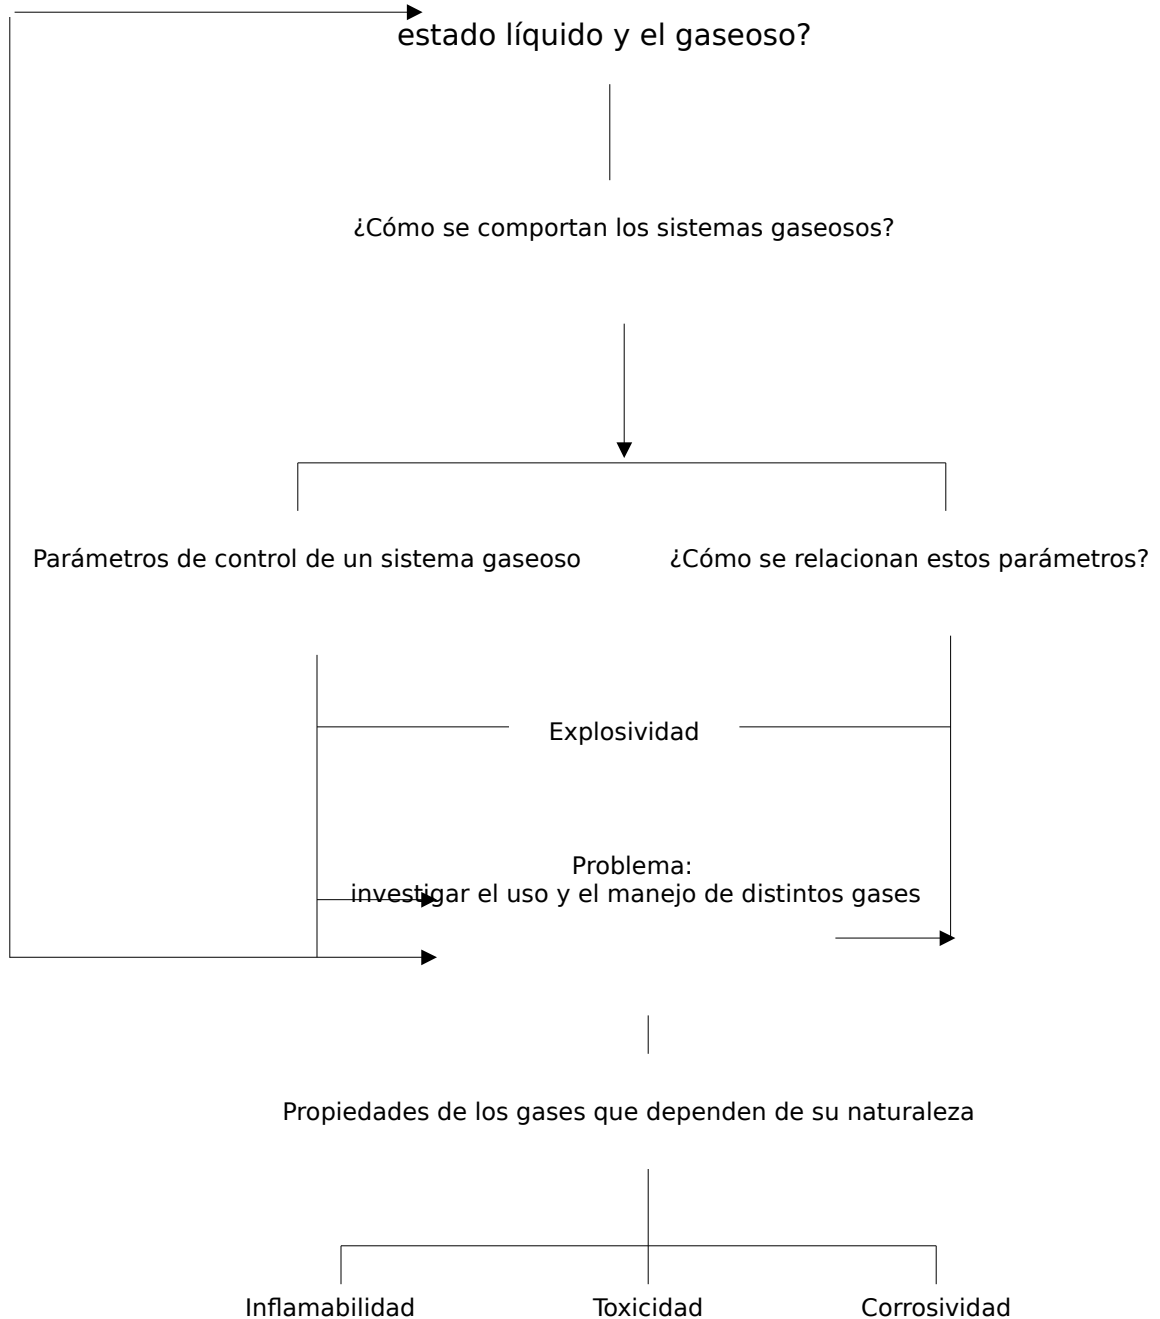 estado líquido y el gaseoso?
¿Cómo se comportan los sistemas gaseosos?
Parámetros de control de un sistema gaseoso
¿Cómo se relacionan estos parámetros?
Explosividad
Problema:
investigar el uso y el manejo de distintos gases
Propiedades de los gases que dependen de su naturaleza
Inflamabilidad
Toxicidad
Corrosividad